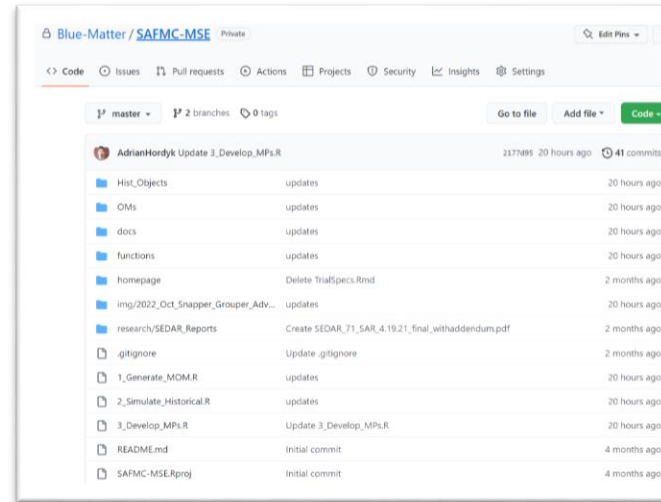 Blue-Matter / SAFMC-MSE Private Edit Pins
<> Code Issues Pull requests Actions Projects Security Insights Settings
master 2 branches 0 tags Go to file Add file Code
AdrianHordyk Update 3_Develop_MPs.R 2177d95 20 hours ago 41 commits
Hist_Objects updates 20 hours ago
OMs updates 20 hours ago
docs updates 20 hours ago
functions updates 20 hours ago
homepage Delete TrialSpecs.Rmd 2 months ago
img/2022_Oct_Snapper_Grouper_Adv... updates 20 hours ago
research/SEDAR_Reports Create SEDAR_71_SAR_4.19.21_final_withaddendum.pdf 2 months ago
.gitignore Update .gitignore 2 months ago
1_Generate_MOM.R updates 20 hours ago
2_Simulate_Historical.R updates 20 hours ago
3_Develop_MPs.R Update 3_Develop_MPs.R 20 hours ago
README.md Initial commit 4 months ago
SAFMC-MSE.Rproj Initial commit 4 months ago